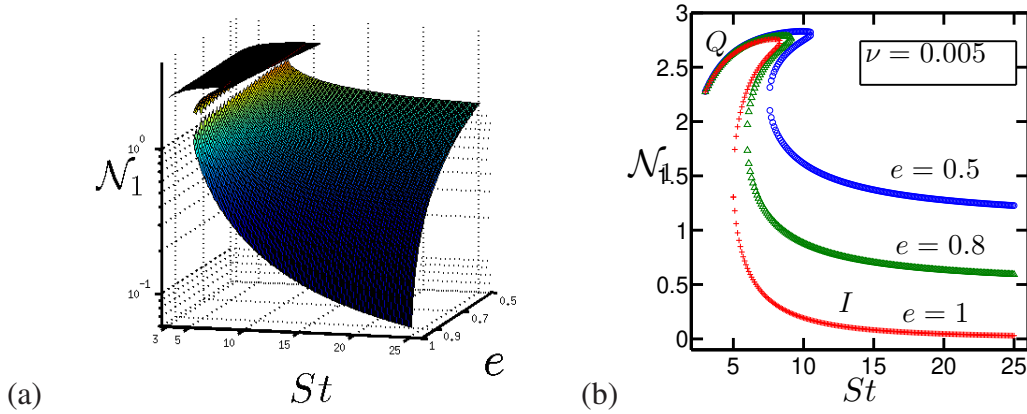 𝒩₁
10⁰
10⁻¹
3 5 10 15 20 25
1 0.9 0.7 0.5
St
e
(a)
3
2.5
2
1.5
1
0.5
0
𝒩₁
Q
ν = 0.005
e = 0.5
e = 0.8
I
e = 1
5 10 15 20 25
St
(b)